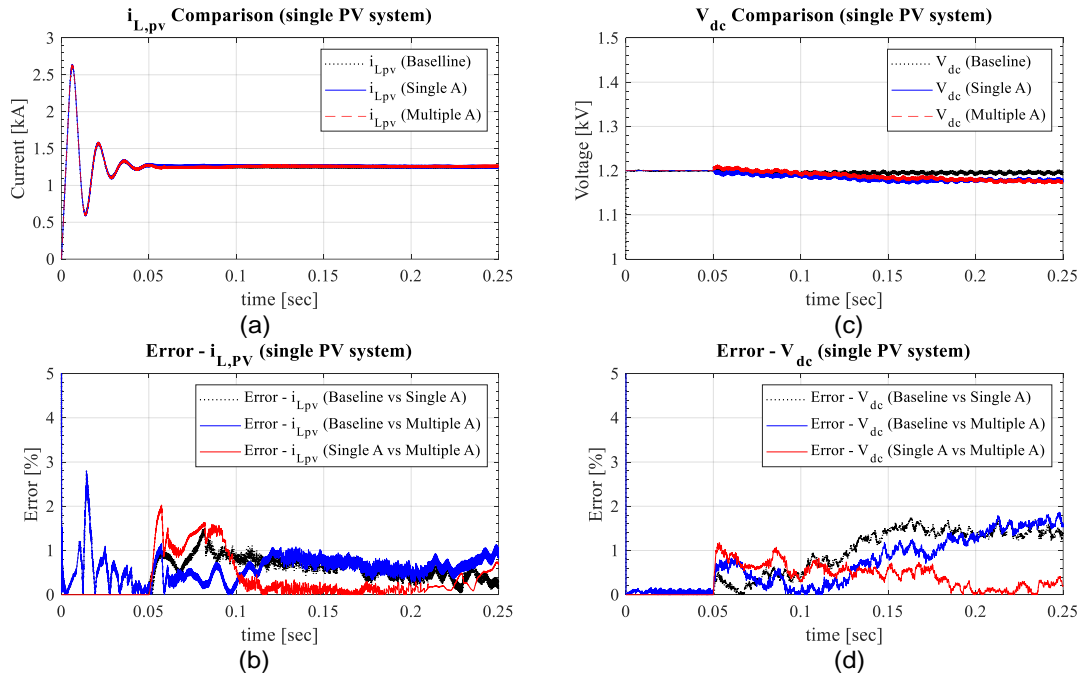 i_L,pv Comparison (single PV system)
3
2.5
2
1.5
1
0.5
0
Current [kA]
i_Lpv (Baselline)
i_Lpv (Single A)
i_Lpv (Multiple A)
0 0.05 0.1 0.15 0.2 0.25
time [sec]
(a)
V_dc Comparison (single PV system)
1.5
1.4
1.3
1.2
1.1
1
Voltage [kV]
V_dc (Baseline)
V_dc (Single A)
V_dc (Multiple A)
0 0.05 0.1 0.15 0.2 0.25
time [sec]
(c)
Error - i_L,PV (single PV system)
5
4
3
2
1
0
Error [%]
Error - i_Lpv (Baseline vs Single A)
Error - i_Lpv (Baseline vs Multiple A)
Error - i_Lpv (Single A vs Multiple A)
0 0.05 0.1 0.15 0.2 0.25
time [sec]
(b)
Error - V_dc (single PV system)
5
4
3
2
1
0
Error [%]
Error - V_dc (Baseline vs Single A)
Error - V_dc (Baseline vs Multiple A)
Error - V_dc (Single A vs Multiple A)
0 0.05 0.1 0.15 0.2 0.25
time [sec]
(d)